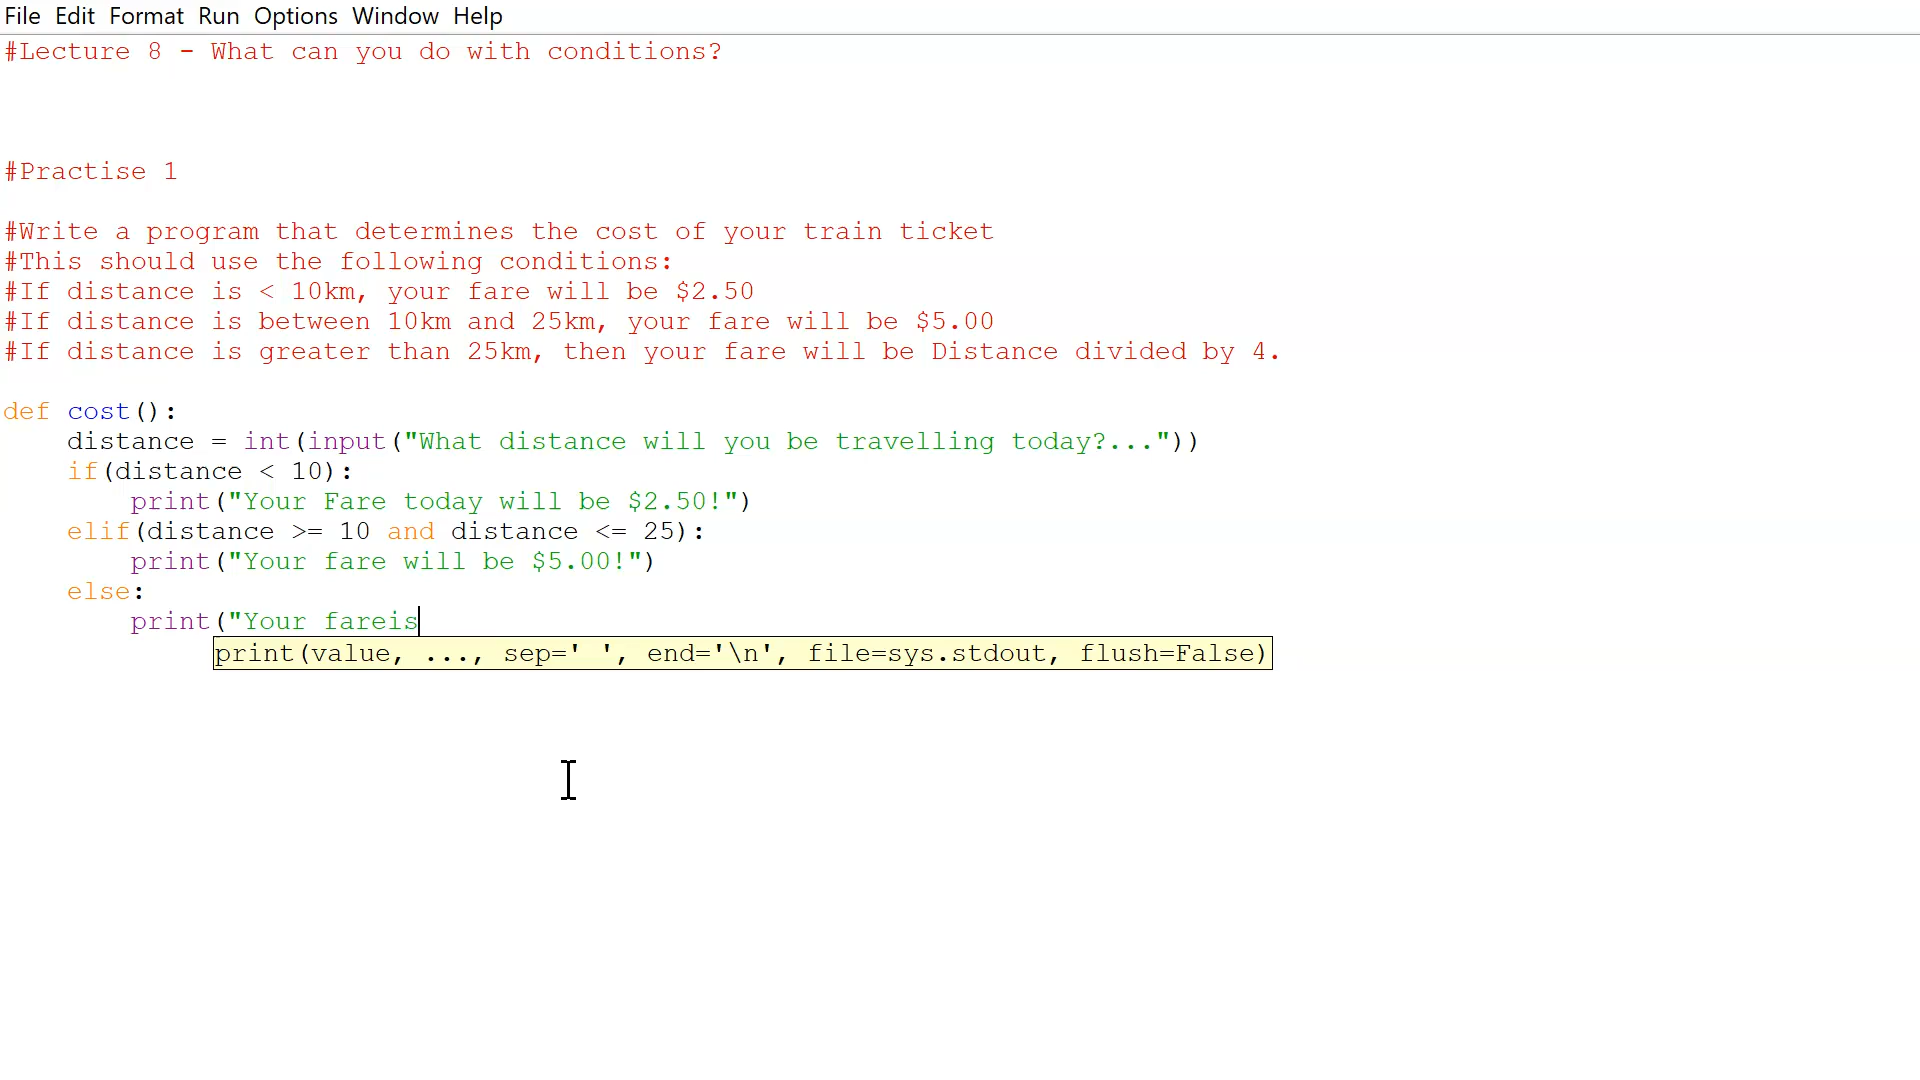 File Edit Format Run Options Window Help
#Lecture 8 - What can you do with conditions?
#Practise 1
#Write a program that determines the cost of your train ticket
#This should use the following conditions:
#If distance is < 10km, your fare will be $2.50
#If distance is between 10km and 25km, your fare will be $5.00
#If distance is greater than 25km, then your fare will be Distance divided by 4.
def cost():
    distance = int(input("What distance will you be travelling today?..."))
    if(distance < 10):
        print("Your Fare today will be $2.50!")
    elif(distance >= 10 and distance <= 25):
        print("Your fare will be $5.00!")
    else:
        print("Your fareis
print(value, ..., sep=' ', end='\n', file=sys.stdout, flush=False)